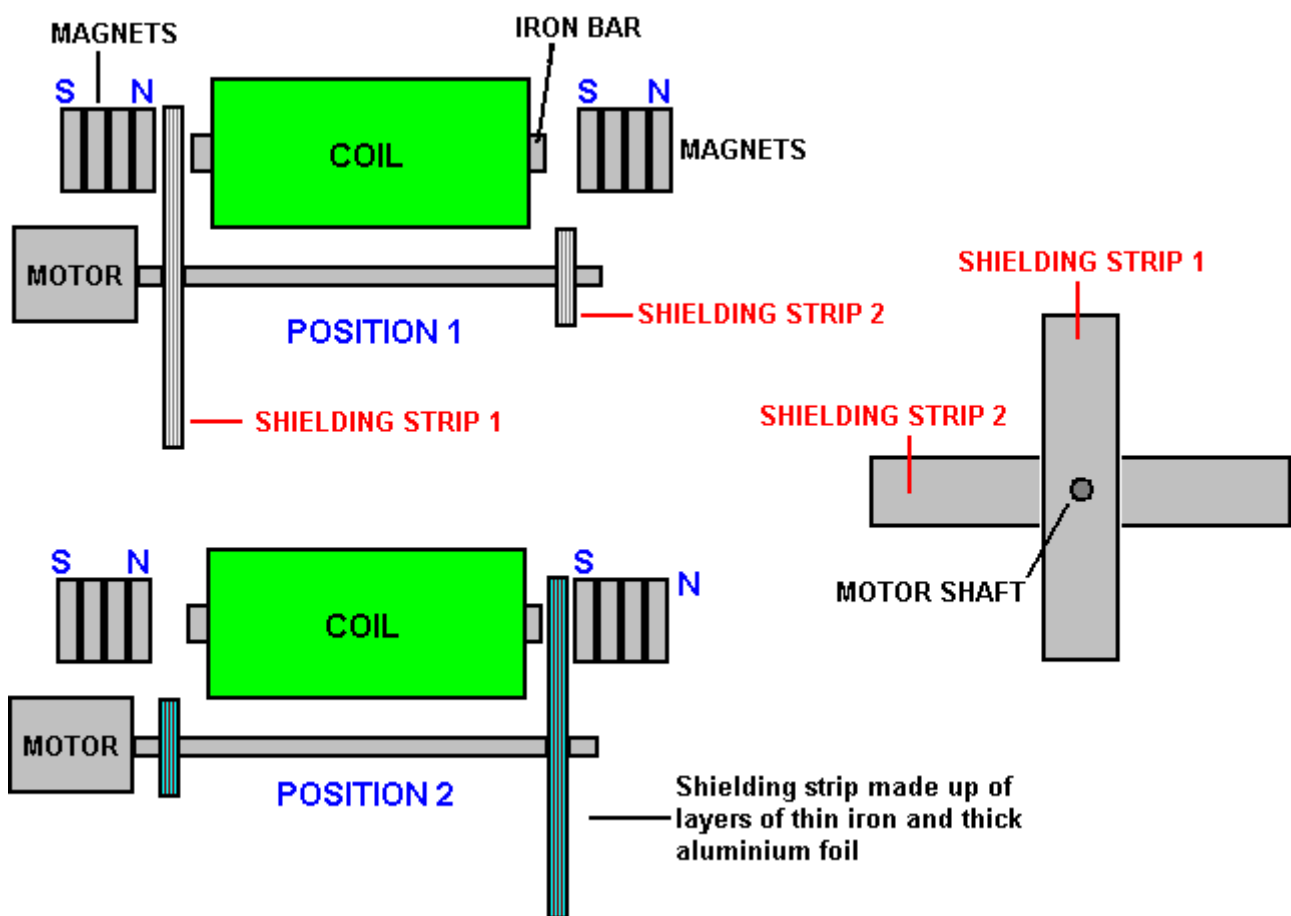 MAGNETS
IRON BAR
S N
S N
COIL
MAGNETS
MOTOR
SHIELDING STRIP 2
POSITION 1
SHIELDING STRIP 1
SHIELDING STRIP 1
SHIELDING STRIP 2
MOTOR SHAFT
S N
S
N
COIL
MOTOR
POSITION 2
Shielding strip made up of
layers of thin iron and thick
aluminium foil